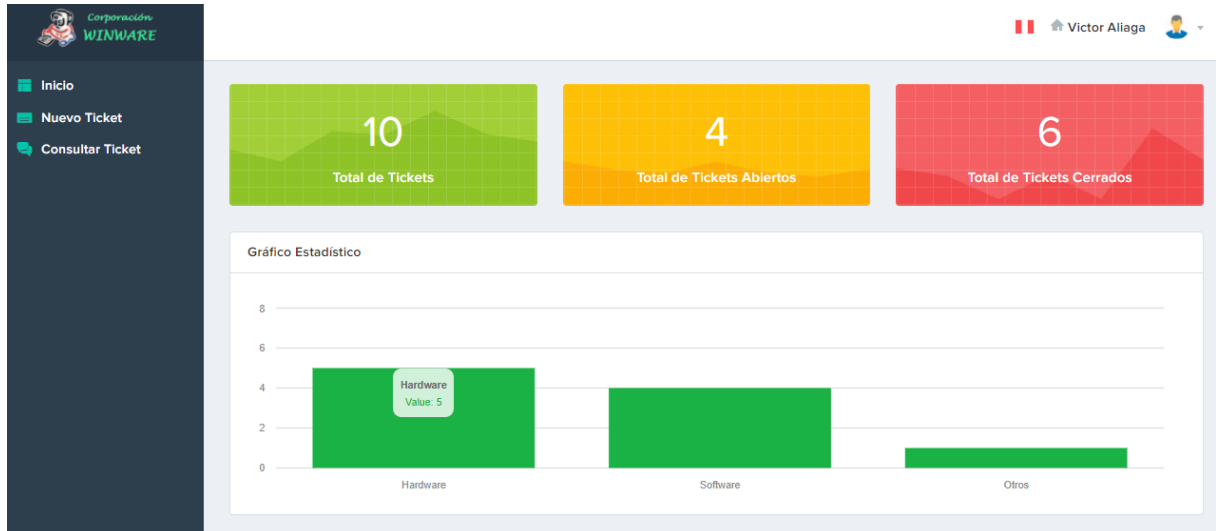 Corporación
WINWARE
Victor Aliaga
Inicio
Nuevo Ticket
Consultar Ticket
10
Total de Tickets
4
Total de Tickets Abiertos
6
Total de Tickets Cerrados
Gráfico Estadístico
8
6
4
2
0
Hardware
Value: 5
Hardware
Software
Otros